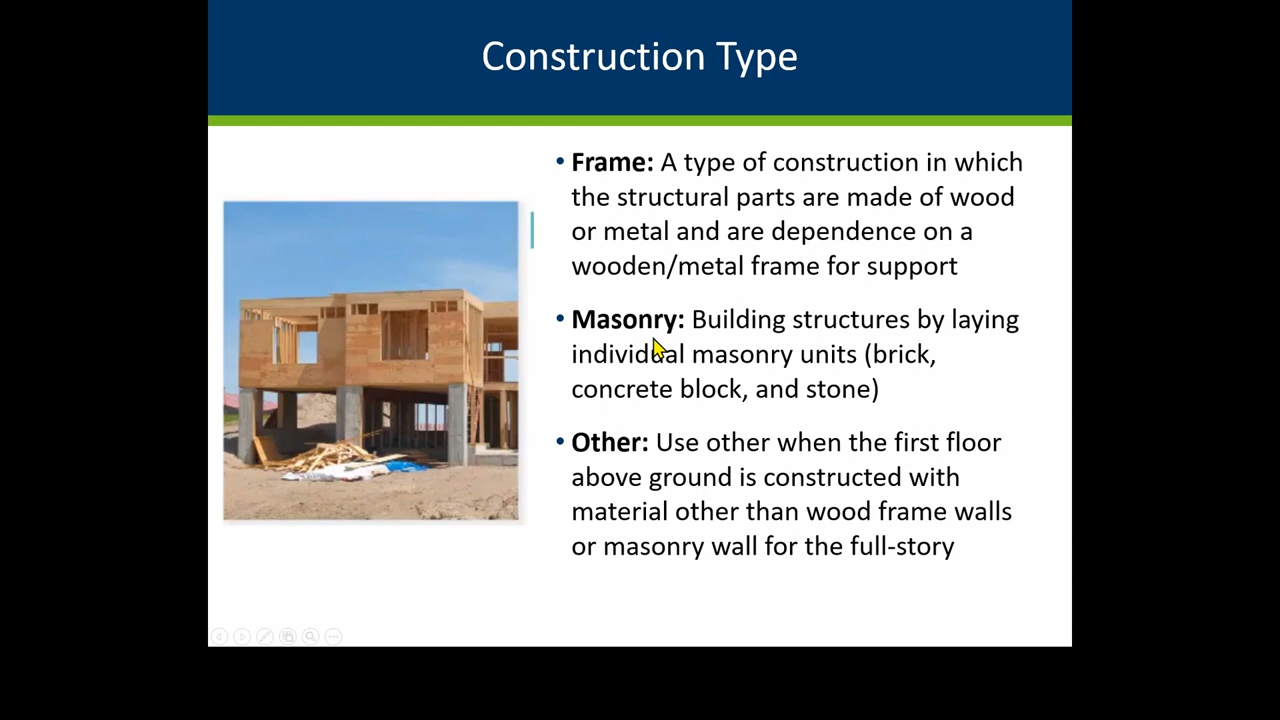 Construction Type
• Frame: A type of construction in which
the structural parts are made of wood
or metal and are dependence on a
wooden/metal frame for support
• Masonry: Building structures by laying
individual masonry units (brick,
concrete block, and stone)
• Other: Use other when the first floor
above ground is constructed with
material other than wood frame walls
or masonry wall for the full-story